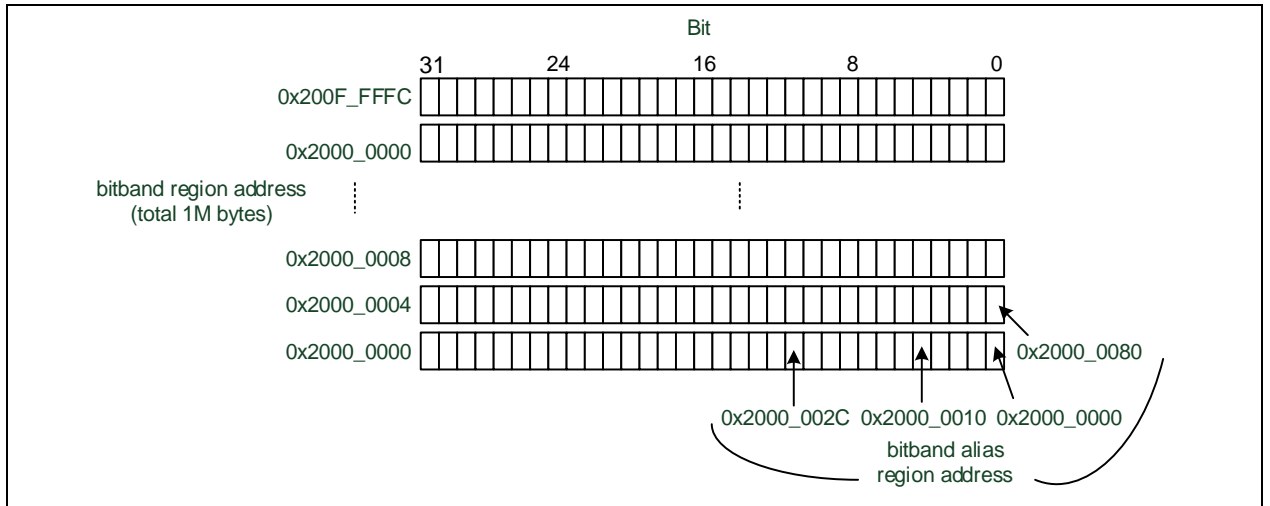 Bit
31 24 16 8 0
0x200F_FFFC
0x2000_0000
bitband region address
(total 1M bytes)
0x2000_0008
0x2000_0004
0x2000_0000
0x2000_0080
0x2000_002C 0x2000_0010 0x2000_0000
bitband alias
region address